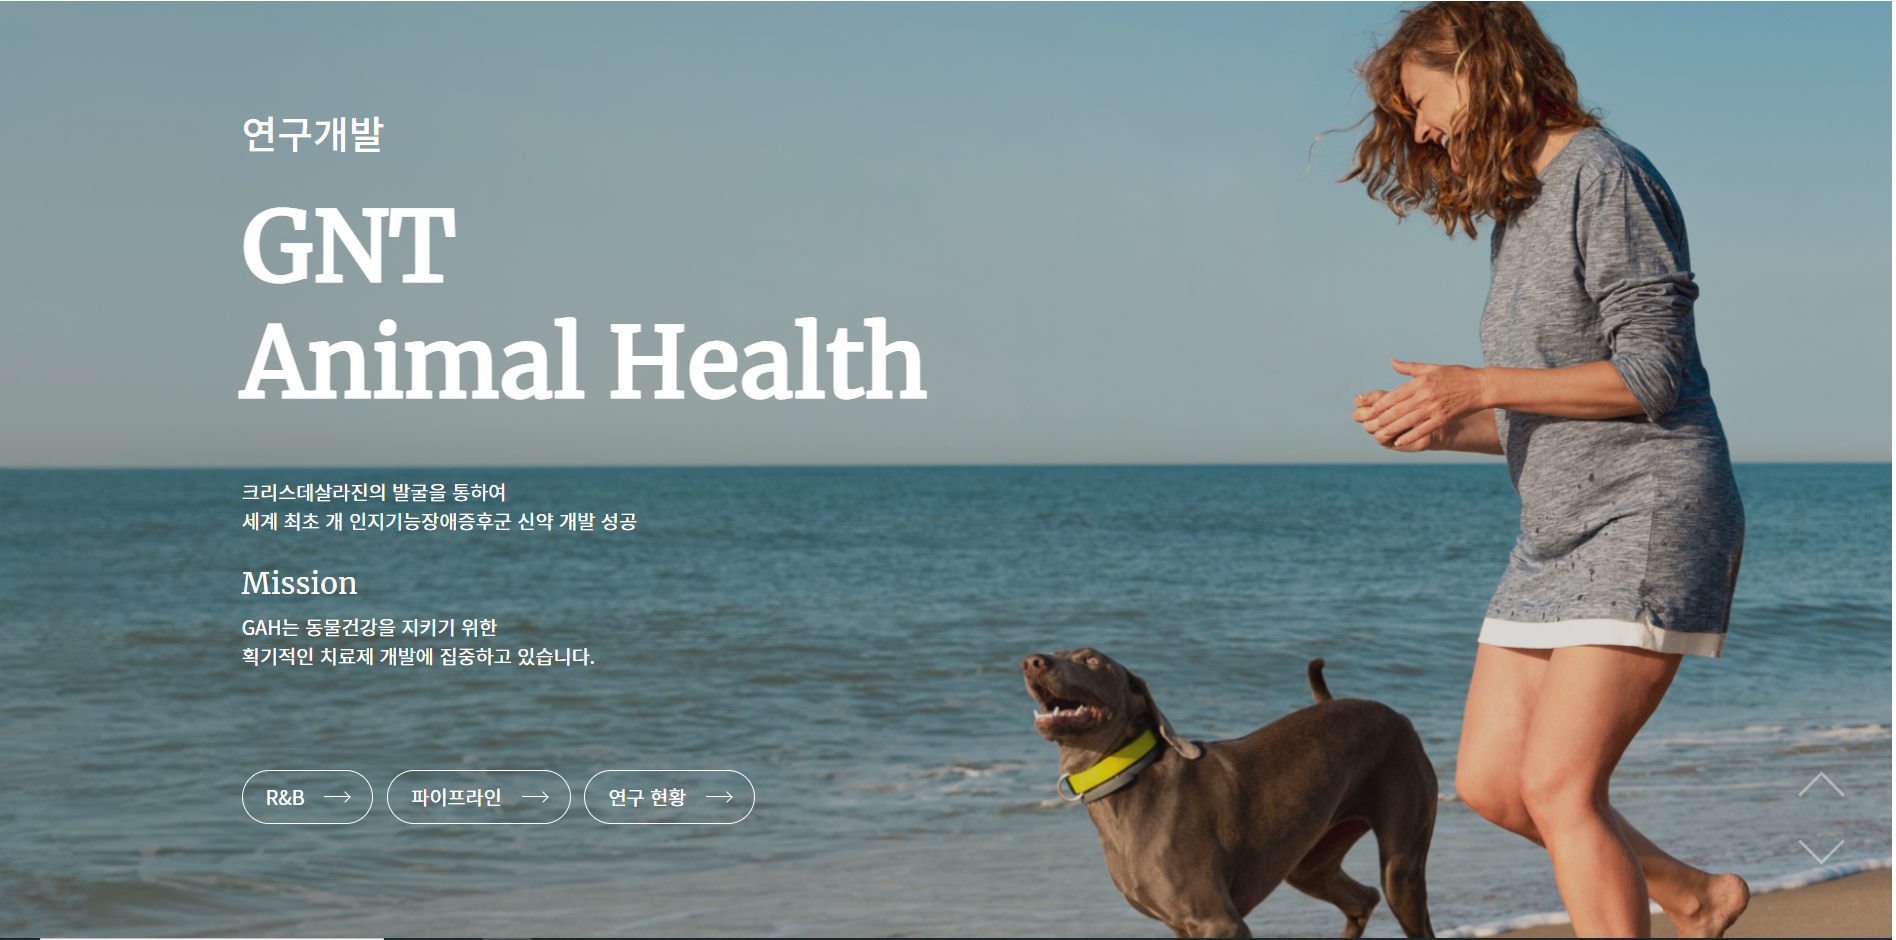 연구개발
GNT
Animal Health
크리스데살라진의 발굴을 통하여
세계 최초 개 인지기능장애증후군 신약 개발 성공
Mission
GAH는 동물건강을 지키기 위한
획기적인 치료제 개발에 집중하고 있습니다.
R&B
파이프라인
연구 현황